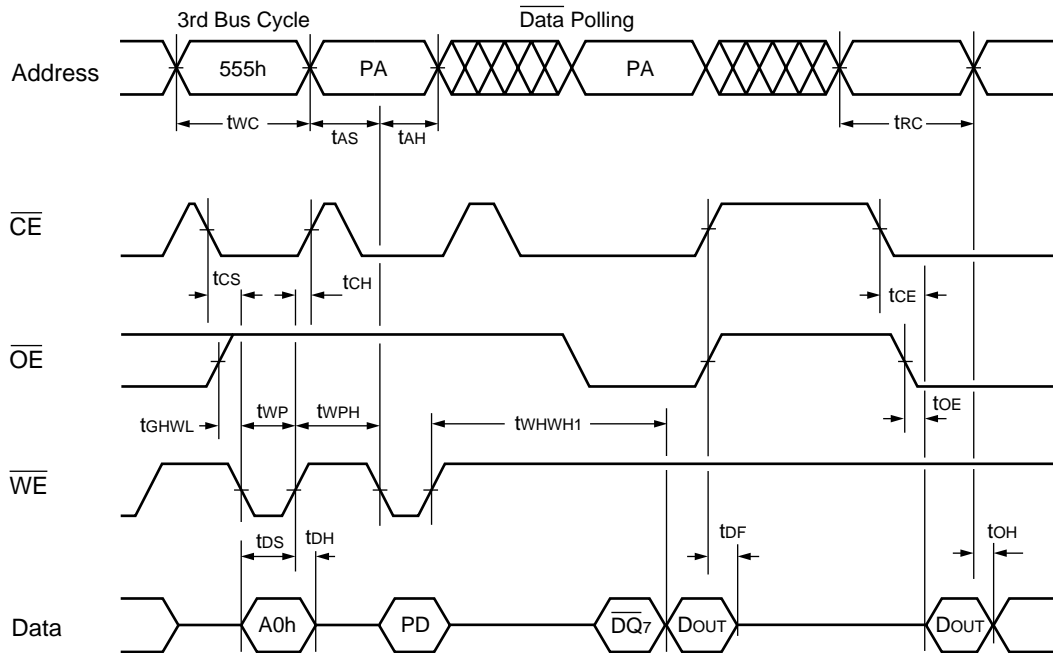 3rd Bus Cycle
Data Polling
Address
555h
PA
PA
tWC
tAS
tAH
tRC
CE
tCS
tCH
tCE
OE
tGHWL
tWP
tWPH
tWHWH1
tOE
WE
tDS
tDH
tDF
tOH
Data
A0h
PD
DQ7
DOUT
DOUT